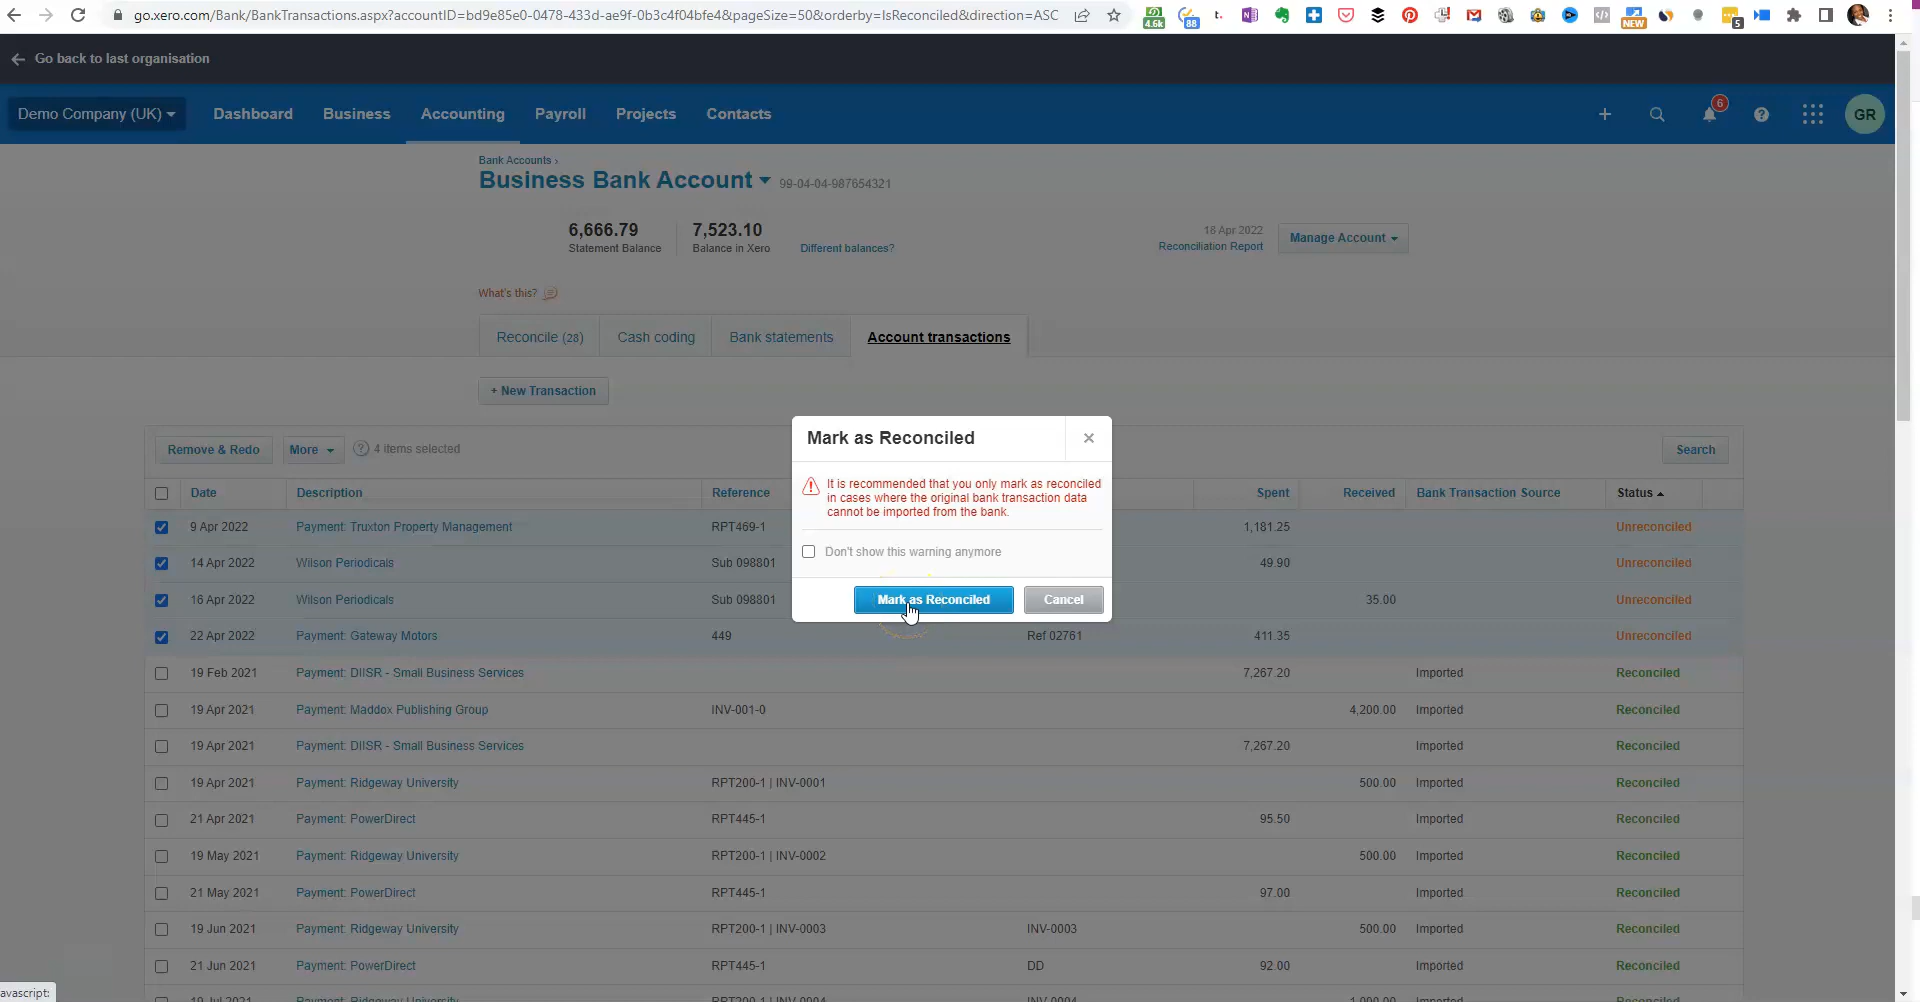 go.xero.com/Bank/BankTransactions.aspx?accountID=bd9e85e0-0478-433d-ae9f-0b3c4f04bfe4&pageSize=50&orderby=IsReconciled&direction=ASC
4.6k
88
t.
NEW
5
Go back to last organisation
Demo Company (UK)
Dashboard
Business
Accounting
Payroll
Projects
Contacts
6
GR
Bank Accounts ›
Business Bank Account
99-04-04-987654321
6,666.79
Statement Balance
7,523.10
Balance in Xero
Different balances?
18 Apr 2022
Reconciliation Report
Manage Account
What's this?
Reconcile (28)
Cash coding
Bank statements
Account transactions
+ New Transaction
Remove & Redo
More
4 items selected
Search
Mark as Reconciled
It is recommended that you only mark as reconciled
in cases where the original bank transaction data
cannot be imported from the bank.
Don't show this warning anymore
Mark as Reconciled
Cancel
Date Description Reference Spent Received Bank Transaction Source Status
9 Apr 2022 Payment: Truxton Property Management RPT469-1 1,181.25 Unreconciled
14 Apr 2022 Wilson Periodicals Sub 098801 49.90 Unreconciled
16 Apr 2022 Wilson Periodicals Sub 098801 35.00 Unreconciled
22 Apr 2022 Payment: Gateway Motors 449 Ref 02761 411.35 Unreconciled
19 Feb 2021 Payment: DIISR - Small Business Services 7,267.20 Imported Reconciled
19 Apr 2021 Payment: Maddox Publishing Group INV-001-0 4,200.00 Imported Reconciled
19 Apr 2021 Payment: DIISR - Small Business Services 7,267.20 Imported Reconciled
19 Apr 2021 Payment: Ridgeway University RPT200-1 | INV-0001 500.00 Imported Reconciled
21 Apr 2021 Payment: PowerDirect RPT445-1 95.50 Imported Reconciled
19 May 2021 Payment: Ridgeway University RPT200-1 | INV-0002 500.00 Imported Reconciled
21 May 2021 Payment: PowerDirect RPT445-1 97.00 Imported Reconciled
19 Jun 2021 Payment: Ridgeway University RPT200-1 | INV-0003 INV-0003 500.00 Imported Reconciled
21 Jun 2021 Payment: PowerDirect RPT445-1 DD 92.00 Imported Reconciled
19 Jul 2021 Payment: Ridgeway University RPT200-1 | INV-0004 INV-0004 1,000.00 Imported Reconciled
avascript: